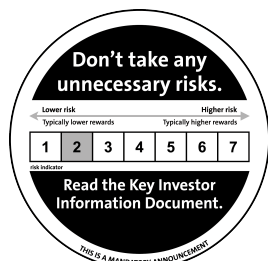 Don't take any
unnecessary risks.
Lower risk Higher risk
Typically lower rewards Typically higher rewards
1 2 3 4 5 6 7
risk indicator
Read the Key Investor
Information Document.
THIS IS A MANDATORY ANNOUNCEMENT